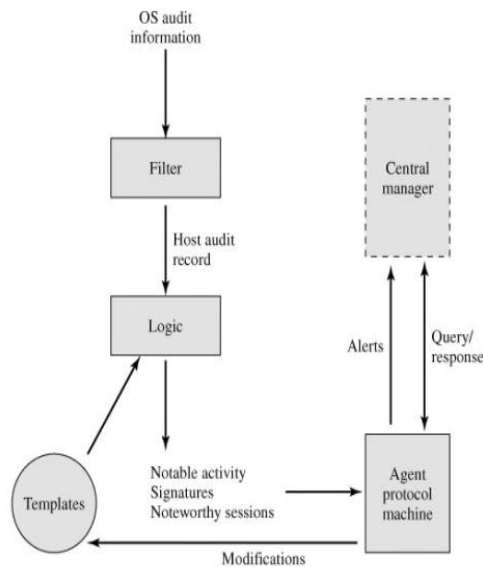 OS audit
information
Filter
Central
manager
Host audit
record
Logic
Alerts
Query/
response
Notable activity
Signatures
Noteworthy sessions
Templates
Agent
protocol
machine
Modifications